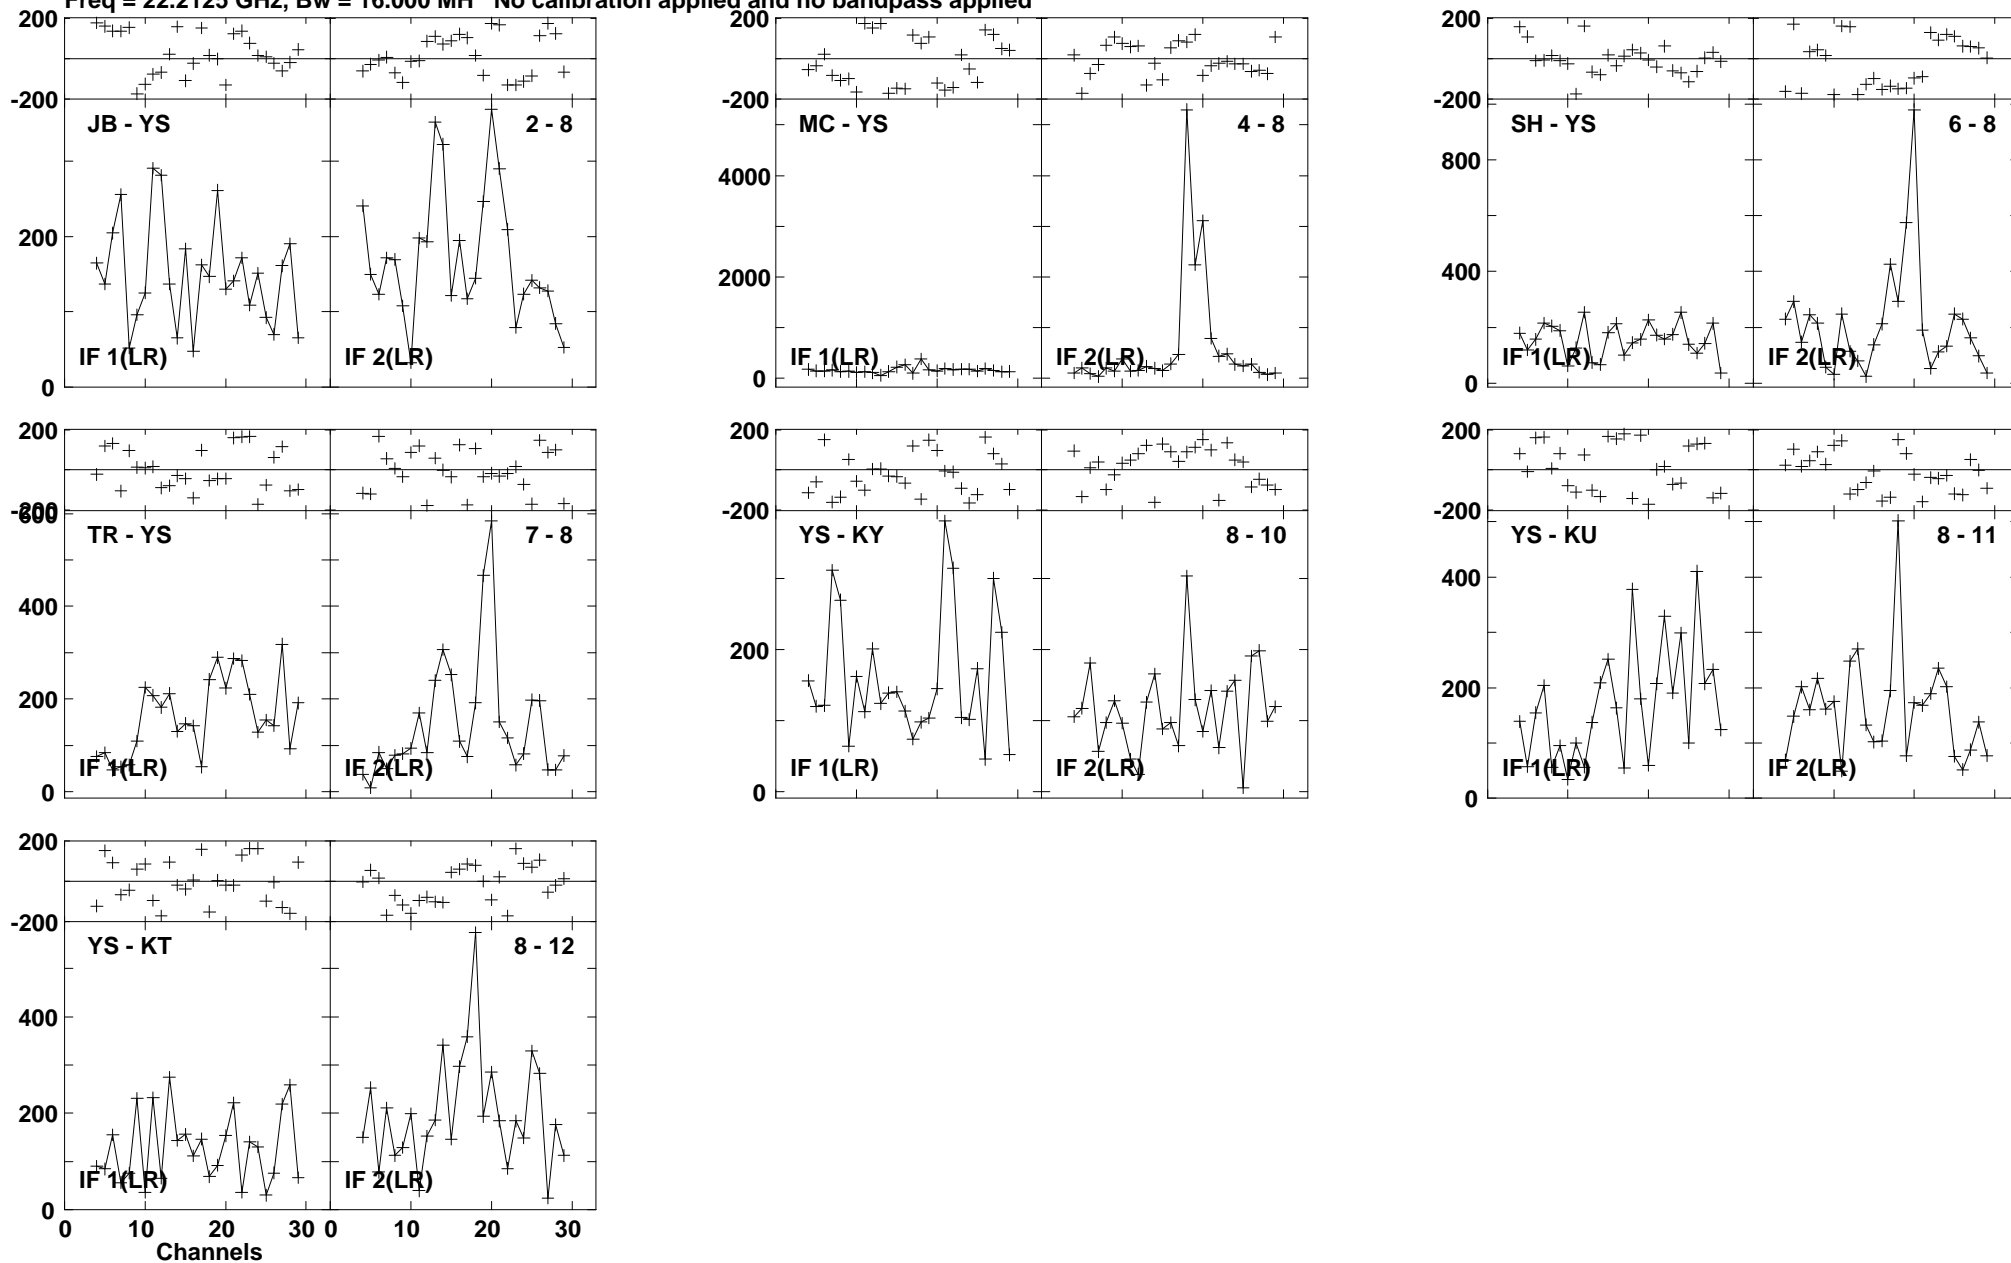 Freq = 22.2125 GHz, Bw = 16.000 MH No calibration applied and no bandpass applied
200
-200
JB - YS 2 - 8
200
0
IF 1(LR) IF 2(LR)
MC - YS 4 - 8
4000
2000
0
IF 1(LR) IF 2(LR)
200
-200
SH - YS 6 - 8
800
400
0
IF 1(LR) IF 2(LR)
200
-200
600
TR - YS 7 - 8
400
200
0
IF 1(LR) IF 2(LR)
200
-200
YS - KY 8 - 10
200
0
IF 1(LR) IF 2(LR)
200
-200
YS - KU 8 - 11
400
200
0
IF 1(LR) IF 2(LR)
200
-200
YS - KT 8 - 12
400
200
0
IF 1(LR) IF 2(LR)
0 10 20 30 0 10 20 30
Channels